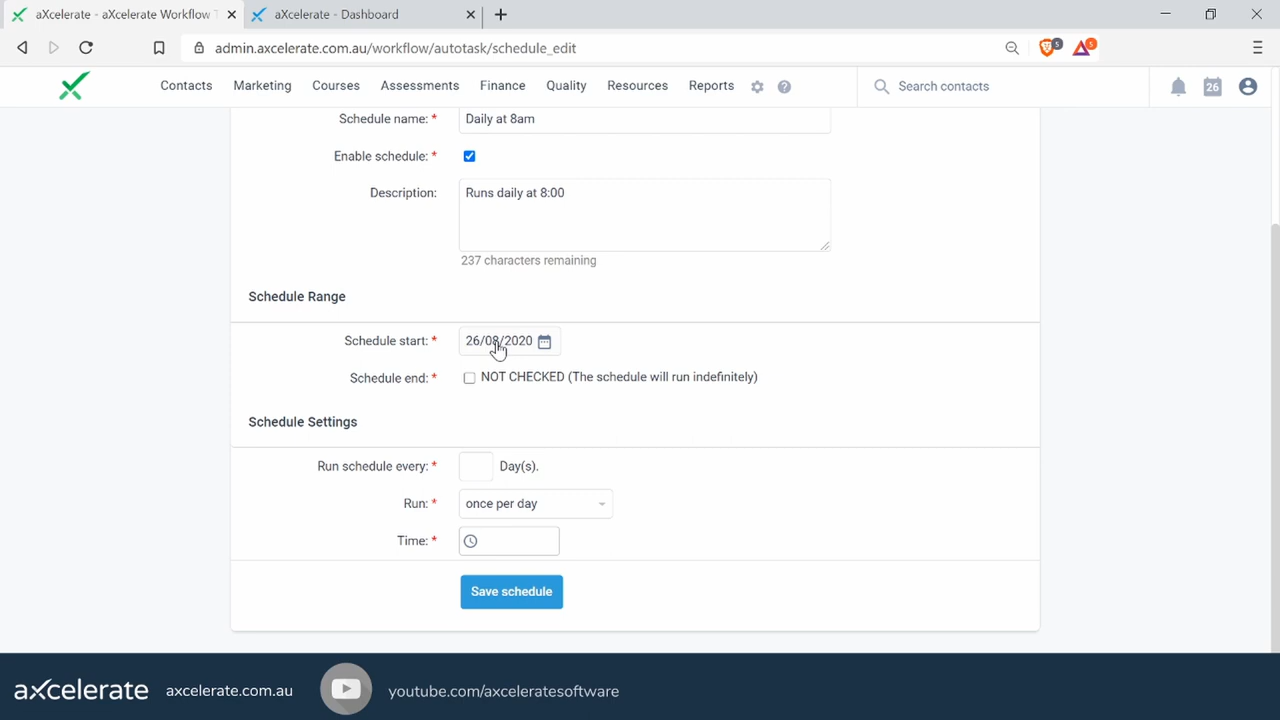 aXcelerate - aXcelerate Workflow T
aXcelerate - Dashboard
admin.axcelerate.com.au/workflow/autotask/schedule_edit
5
5
Contacts Marketing Courses Assessments Finance Quality Resources Reports
Search contacts
26
Schedule name: * Daily at 8am
Enable schedule: *
Description: Runs daily at 8:00
237 characters remaining
Schedule Range
Schedule start: * 26/08/2020
Schedule end: * NOT CHECKED (The schedule will run indefinitely)
Schedule Settings
Run schedule every: * Day(s).
Run: * once per day
Time: *
Save schedule
axcelerate axcelerate.com.au youtube.com/axceleratesoftware